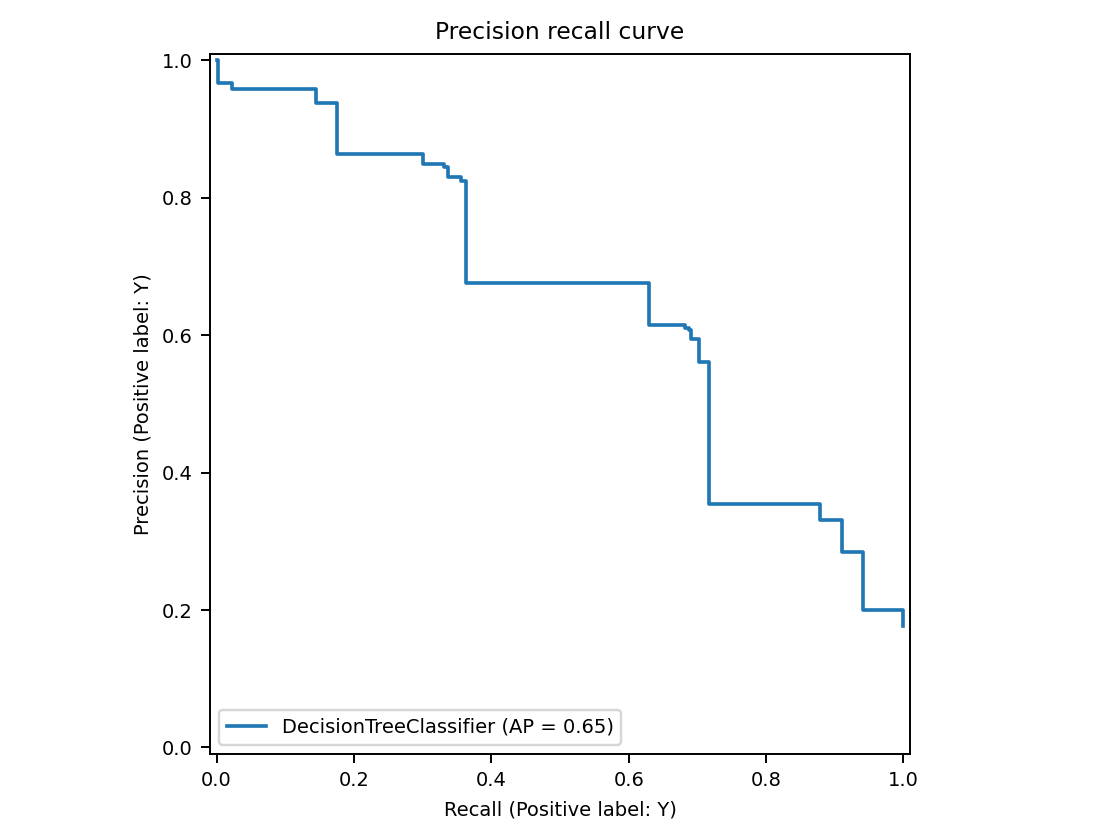 Precision recall curve
1.0
0.8
0.6
0.4
0.2
0.0
Precision (Positive label: Y)
DecisionTreeClassifier (AP = 0.65)
0.0 0.2 0.4 0.6 0.8 1.0
Recall (Positive label: Y)